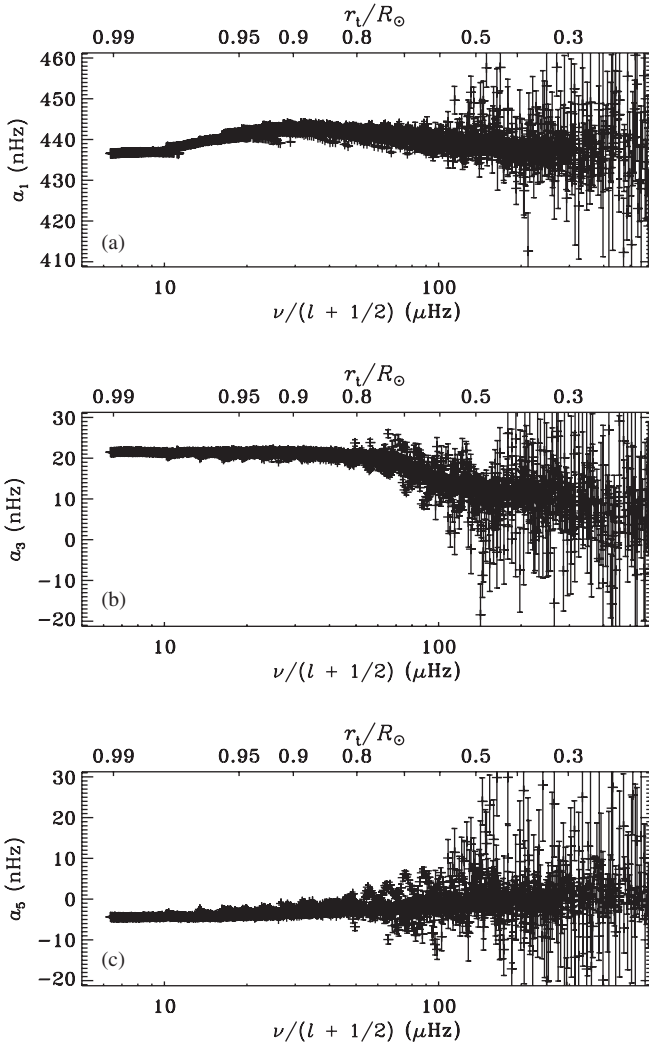 r_t/R_⊙
0.99 0.95 0.9 0.8 0.5 0.3
460
450
440
430
420
410
a_1 (nHz)
(a)
10 100
ν/(l + 1/2) (μHz)
r_t/R_⊙
0.99 0.95 0.9 0.8 0.5 0.3
30
20
10
0
−10
−20
a_3 (nHz)
(b)
10 100
ν/(l + 1/2) (μHz)
r_t/R_⊙
0.99 0.95 0.9 0.8 0.5 0.3
30
20
10
0
−10
−20
a_5 (nHz)
(c)
10 100
ν/(l + 1/2) (μHz)